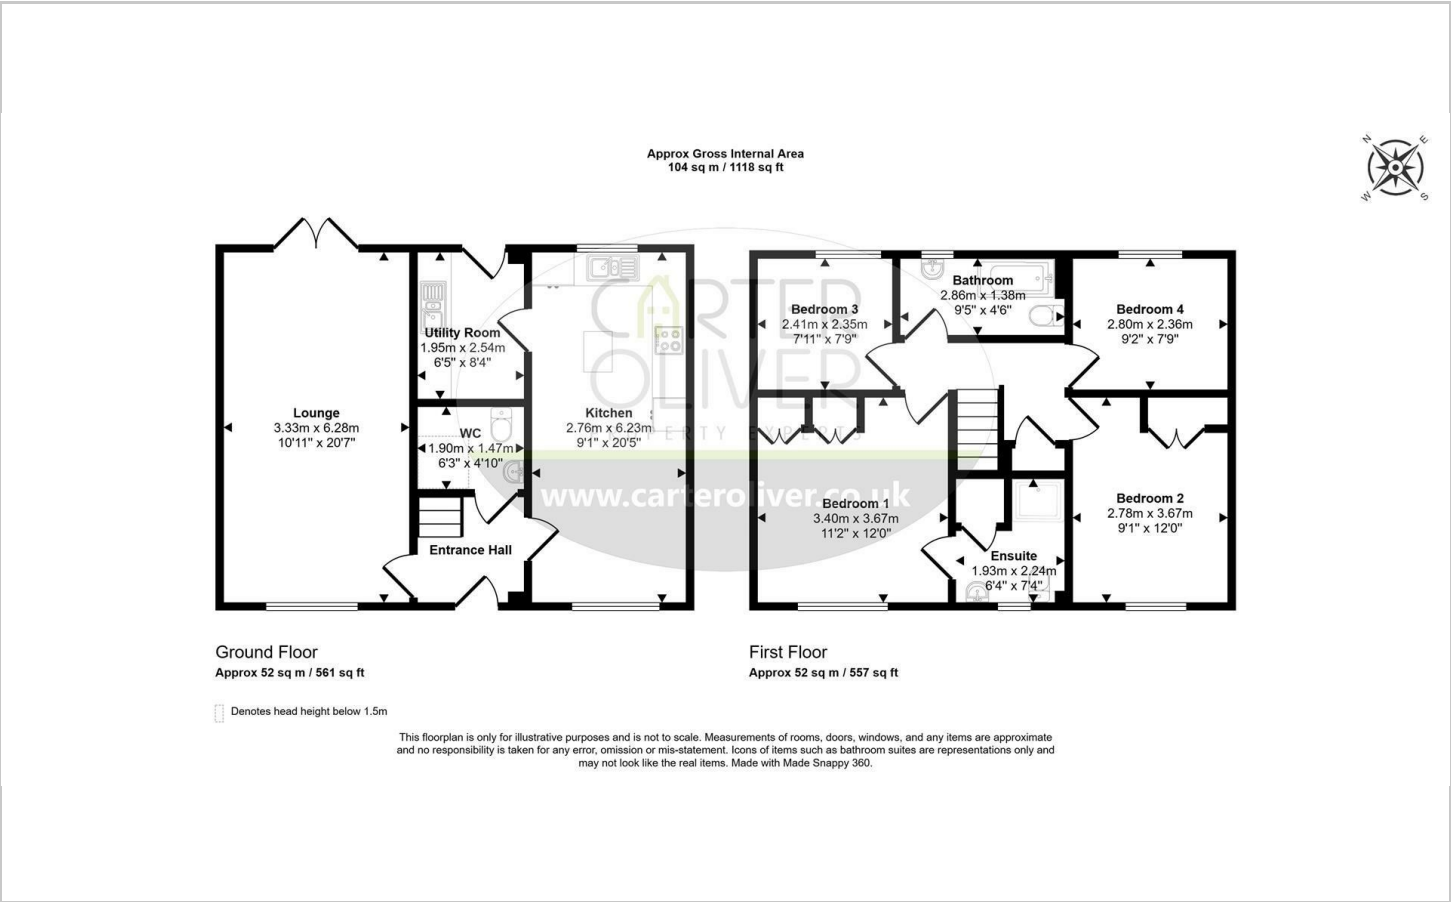 Approx Gross Internal Area
104 sq m / 1118 sq ft
N
E
W
S
Lounge
3.33m x 6.28m
10'11" x 20'7"
Utility Room
1.95m x 2.54m
6'5" x 8'4"
WC
1.90m x 1.47m
6'3" x 4'10"
Entrance Hall
Kitchen
2.76m x 6.23m
9'1" x 20'5"
Bedroom 3
2.41m x 2.35m
7'11" x 7'9"
Bathroom
2.86m x 1.38m
9'5" x 4'6"
Bedroom 4
2.80m x 2.36m
9'2" x 7'9"
Bedroom 1
3.40m x 3.67m
11'2" x 12'0"
Ensuite
1.93m x 2.24m
6'4" x 7'4"
Bedroom 2
2.78m x 3.67m
9'1" x 12'0"
CARTER
OLIVER
PROPERTY EXPERTS
www.carteroliver.co.uk
Ground Floor
Approx 52 sq m / 561 sq ft
First Floor
Approx 52 sq m / 557 sq ft
Denotes head height below 1.5m
This floorplan is only for illustrative purposes and is not to scale. Measurements of rooms, doors, windows, and any items are approximate
and no responsibility is taken for any error, omission or mis-statement. Icons of items such as bathroom suites are representations only and
may not look like the real items. Made with Made Snappy 360.